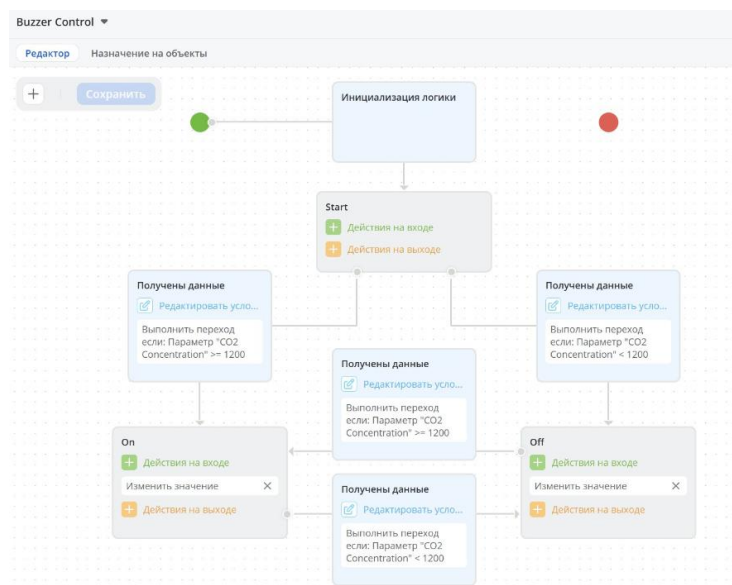 Buzzer Control
Редактор Назначение на объекты
Сохранить
Инициализация логики
Start
Действия на входе
Действия на выходе
Получены данные
Редактировать усло...
Выполнить переход
если: Параметр "CO2
Concentration" >= 1200
Получены данные
Редактировать усло...
Выполнить переход
если: Параметр "CO2
Concentration" < 1200
Получены данные
Редактировать усло...
Выполнить переход
если: Параметр "CO2
Concentration" >= 1200
On
Действия на входе
Изменить значение
Действия на выходе
Off
Действия на входе
Изменить значение
Действия на выходе
Получены данные
Редактировать усло...
Выполнить переход
если: Параметр "CO2
Concentration" < 1200